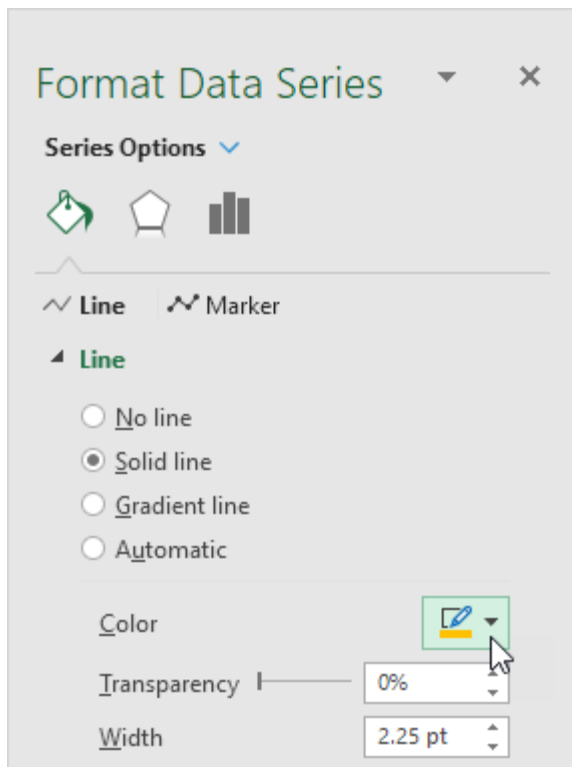 Format Data Series
Series Options
Line Marker
Line
No line
Solid line
Gradient line
Automatic
Color
Transparency 0%
Width 2.25 pt